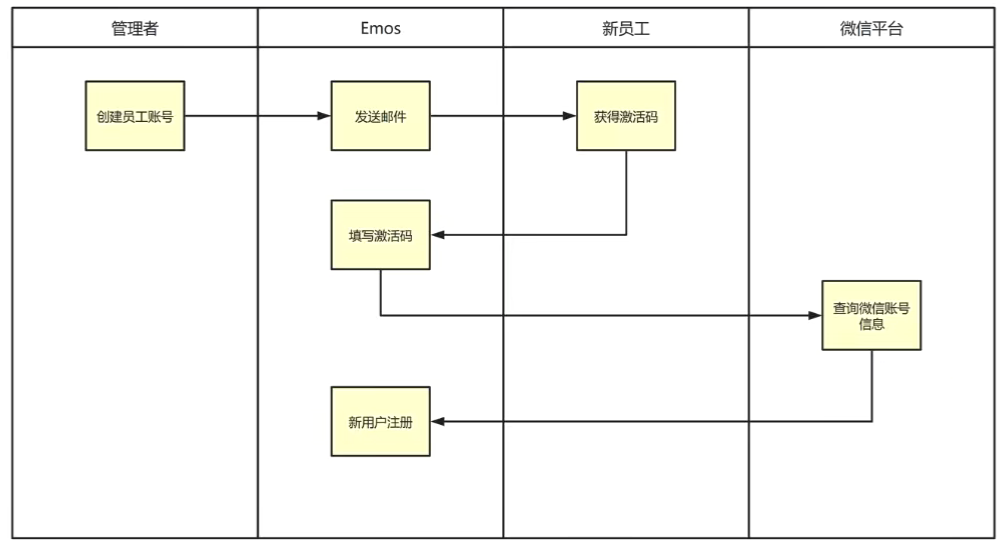 管理者
Emos
新员工
微信平台
创建员工账号
发送邮件
获得激活码
填写激活码
查询微信账号
信息
新用户注册